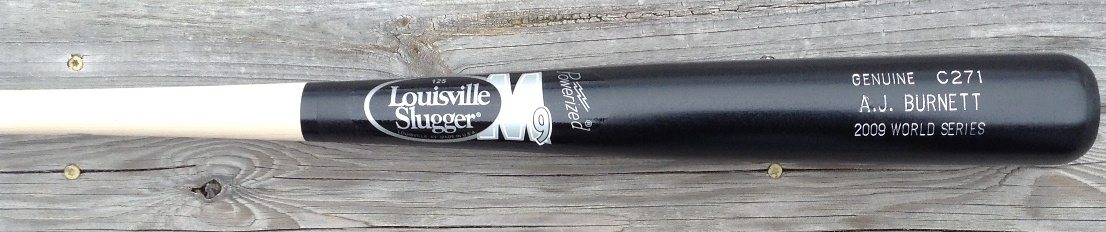 125
Louisville
Slugger®
M9
Powerized
GENUINE C271
A.J. BURNETT
2009 WORLD SERIES